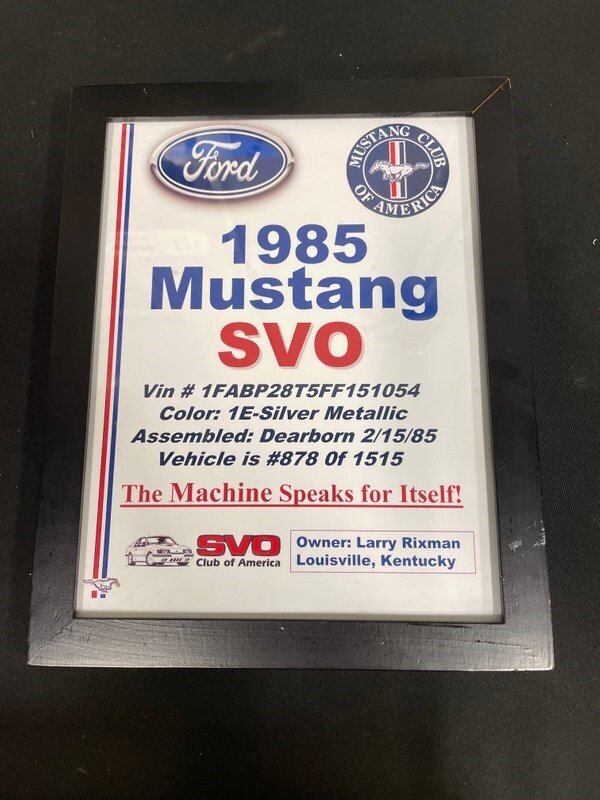 Ford
MUSTANG CLUB
OF AMERICA
1985
Mustang
SVO
Vin # 1FABP28T5FF151054
Color: 1E-Silver Metallic
Assembled: Dearborn 2/15/85
Vehicle is #878 0f 1515
The Machine Speaks for Itself!
SVO
Club of America
Owner: Larry Rixman
Louisville, Kentucky